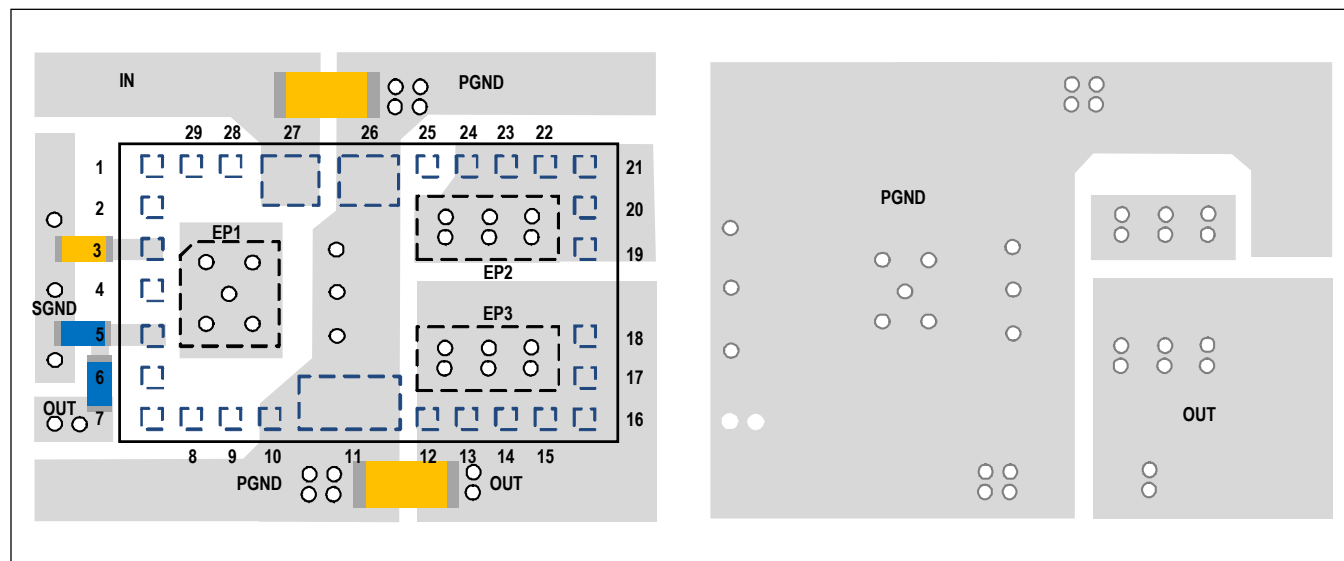 IN
PGND
29 28 27 26 25 24 23 22
1 21
2 20
EP1
3 19
EP2
4
SGND
EP3
5 18
6 17
OUT 7 16
8 9 10 11 12 13 14 15
PGND OUT
PGND
OUT